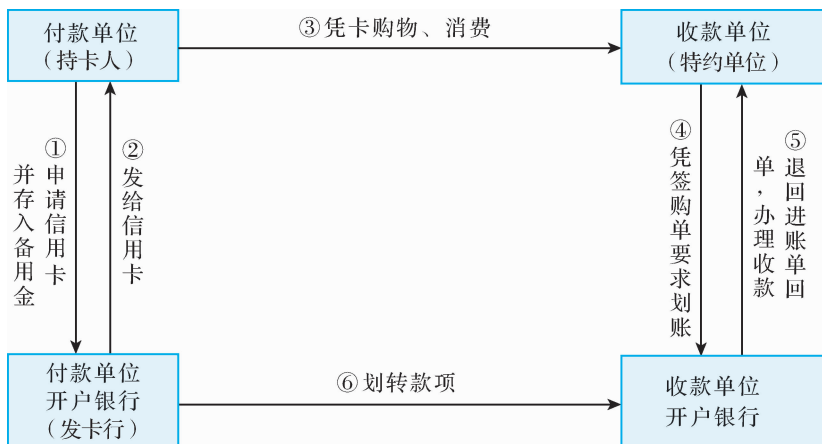 付款单位
（持卡人）
③凭卡购物、消费
收款单位
（特约单位）
①申请信用卡
并存入备用金
②发给信用卡
④凭签购单要求划账
⑤退回进账单回
单，办理收款
付款单位
开户银行
（发卡行）
⑥划转款项
收款单位
开户银行